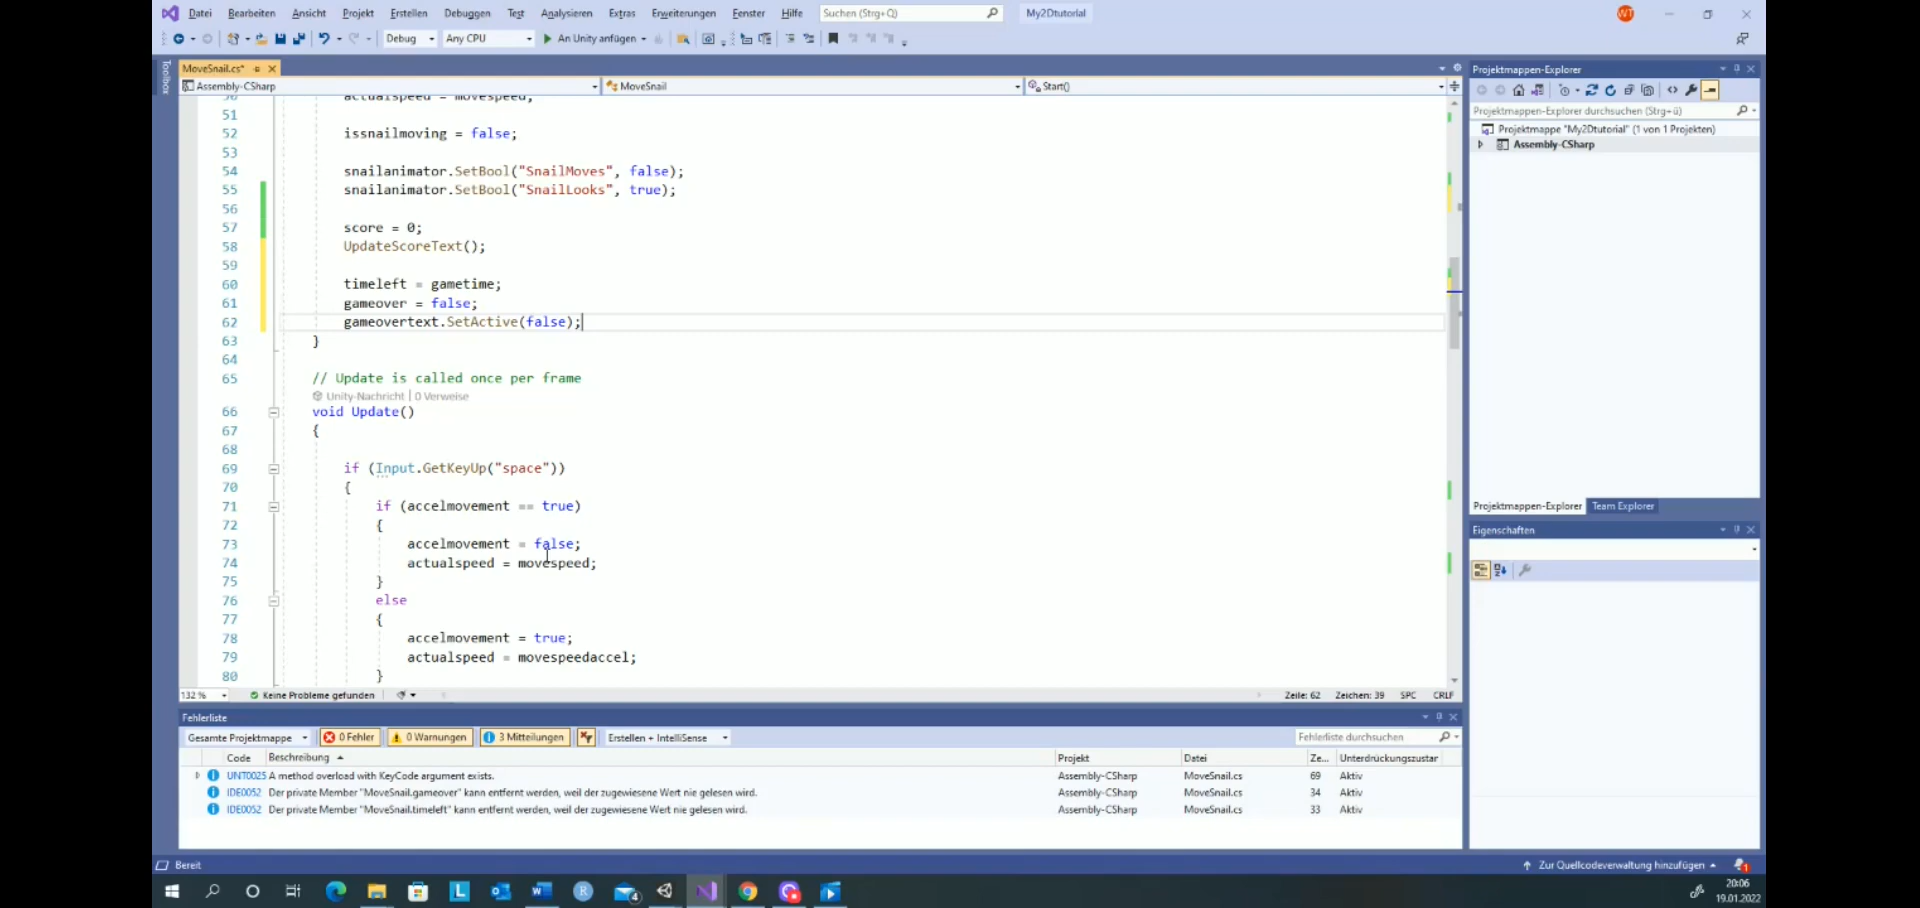 Datei Bearbeiten Ansicht Projekt Erstellen Debuggen Test Analysieren Extras Erweiterungen Fenster Hilfe Suchen (Strg+Q) My2Dtutorial WT
Debug Any CPU An Unity anfügen
Toolbox
MoveSnail.cs*
Assembly-CSharp MoveSnail Start()
50 actualspeed = movespeed;
51
52 issnailmoving = false;
53
54 snailanimator.SetBool("SnailMoves", false);
55 snailanimator.SetBool("SnailLooks", true);
56
57 score = 0;
58 UpdateScoreText();
59
60 timeleft = gametime;
61 gameover = false;
62 gameovertext.SetActive(false);
63 }
64
65 // Update is called once per frame
Unity-Nachricht | 0 Verweise
66 void Update()
67 {
68
69 if (Input.GetKeyUp("space"))
70 {
71 if (accelmovement == true)
72 {
73 accelmovement = false;
74 actualspeed = movespeed;
75 }
76 else
77 {
78 accelmovement = true;
79 actualspeed = movespeedaccel;
80 }
132 % Keine Probleme gefunden Zeile: 62 Zeichen: 39 SPC CRLF
Projektmappen-Explorer
Projektmappen-Explorer durchsuchen (Strg+ü)
Projektmappe "My2Dtutorial" (1 von 1 Projekten)
Assembly-CSharp
Projektmappen-Explorer Team Explorer
Eigenschaften
Fehlerliste
Gesamte Projektmappe 0 Fehler 0 Warnungen 3 Mitteilungen Erstellen + IntelliSense Fehlerliste durchsuchen
Code Beschreibung Projekt Datei Ze... Unterdrückungszustar
UNT0025 A method overload with KeyCode argument exists. Assembly-CSharp MoveSnail.cs 69 Aktiv
IDE0052 Der private Member "MoveSnail.gameover" kann entfernt werden, weil der zugewiesene Wert nie gelesen wird. Assembly-CSharp MoveSnail.cs 34 Aktiv
IDE0052 Der private Member "MoveSnail.timeleft" kann entfernt werden, weil der zugewiesene Wert nie gelesen wird. Assembly-CSharp MoveSnail.cs 33 Aktiv
Bereit Zur Quellcodeverwaltung hinzufügen 1
L W R 4
20:06
19.01.2022